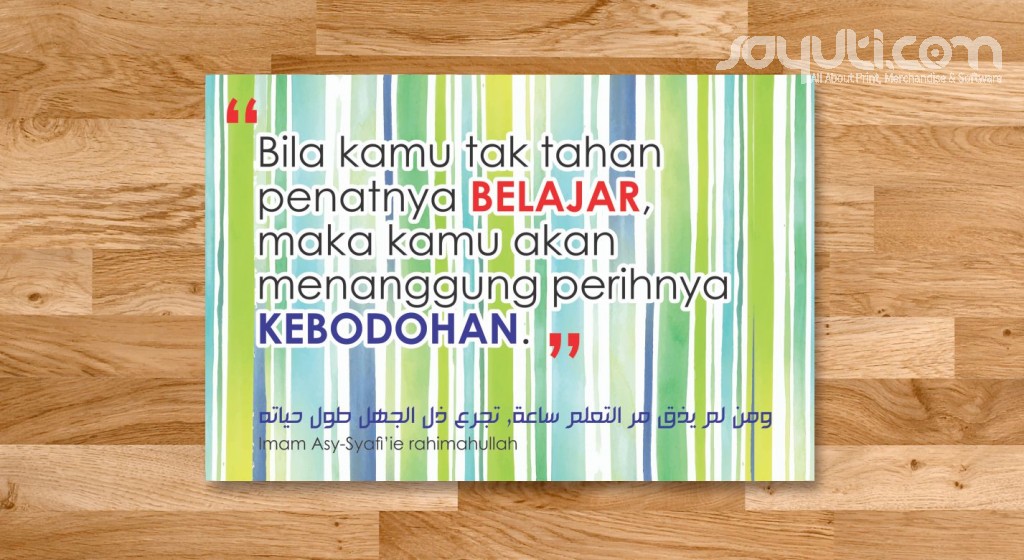 sayuti.com
All About Print, Merchandise & Software
“
Bila kamu tak tahan
penatnya BELAJAR,
maka kamu akan
menanggung perihnya
KEBODOHAN. ”
ومن لم يذق مر التعلم ساعة, تجرع ذل الجهل طول حياته
Imam Asy-Syafi'ie rahimahullah